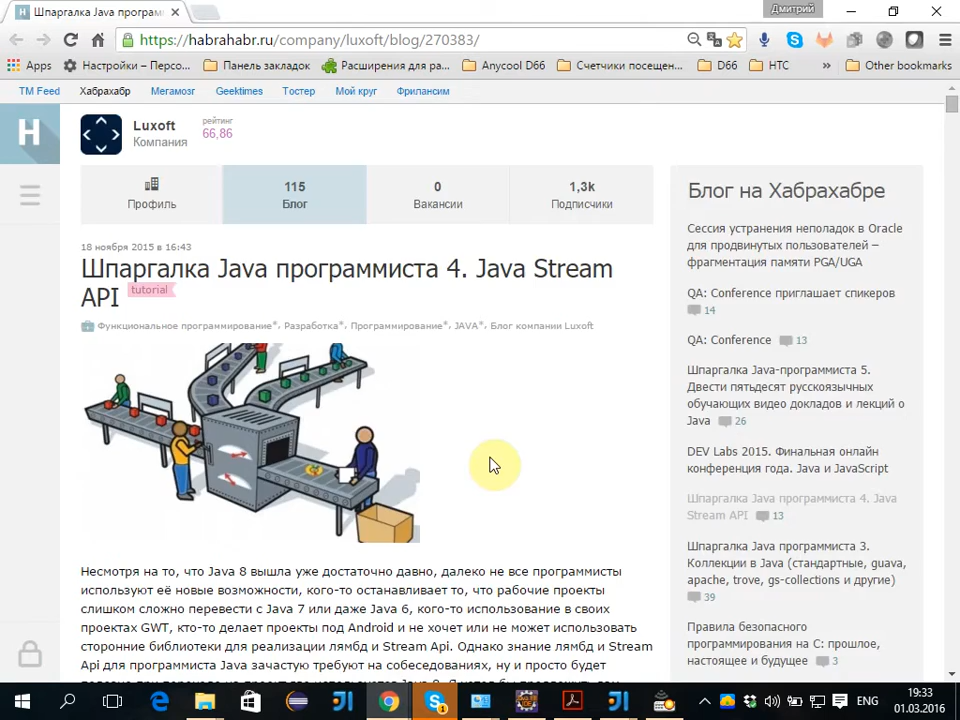 Шпаргалка Java програм
Дмитрий
https://habrahabr.ru/company/luxoft/blog/270383/
Apps
Настройки – Персо...
Панель закладок
Расширения для ра...
Anycool D66
Счетчики посещен...
D66
НТС
»
Other bookmarks
TM Feed
Хабрахабр
Мегамозг
Geektimes
Тостер
Мой круг
Фрилансим
H
Luxoft
Компания
рейтинг
66,86
Профиль
115
Блог
0
Вакансии
1,3k
Подписчики
18 ноября 2015 в 16:43
Шпаргалка Java программиста 4. Java Stream
API tutorial
Функциональное программирование*, Разработка*, Программирование*, JAVA*, Блог компании Luxoft
Несмотря на то, что Java 8 вышла уже достаточно давно, далеко не все программисты
используют её новые возможности, кого-то останавливает то, что рабочие проекты
слишком сложно перевести с Java 7 или даже Java 6, кого-то использование в своих
проектах GWT, кто-то делает проекты под Android и не хочет или не может использовать
сторонние библиотеки для реализации лямбд и Stream Api. Однако знание лямбд и Stream
Api для программиста Java зачастую требуют на собеседованиях, ну и просто будет
Блог на Хабрахабре
Сессия устранения неполадок в Oracle
для продвинутых пользователей –
фрагментация памяти PGA/UGA
QA: Conference приглашает спикеров
14
QA: Conference 13
Шпаргалка Java-программиста 5.
Двести пятьдесят русскоязычных
обучающих видео докладов и лекций о
Java 26
DEV Labs 2015. Финальная онлайн
конференция года. Java и JavaScript
Шпаргалка Java программиста 4. Java
Stream API 13
Шпаргалка Java программиста 3.
Коллекции в Java (стандартные, guava,
apache, trove, gs-collections и другие)
39
Правила безопасного
программирования на C: прошлое,
настоящее и будущее 3
ENG
19:33
01.03.2016